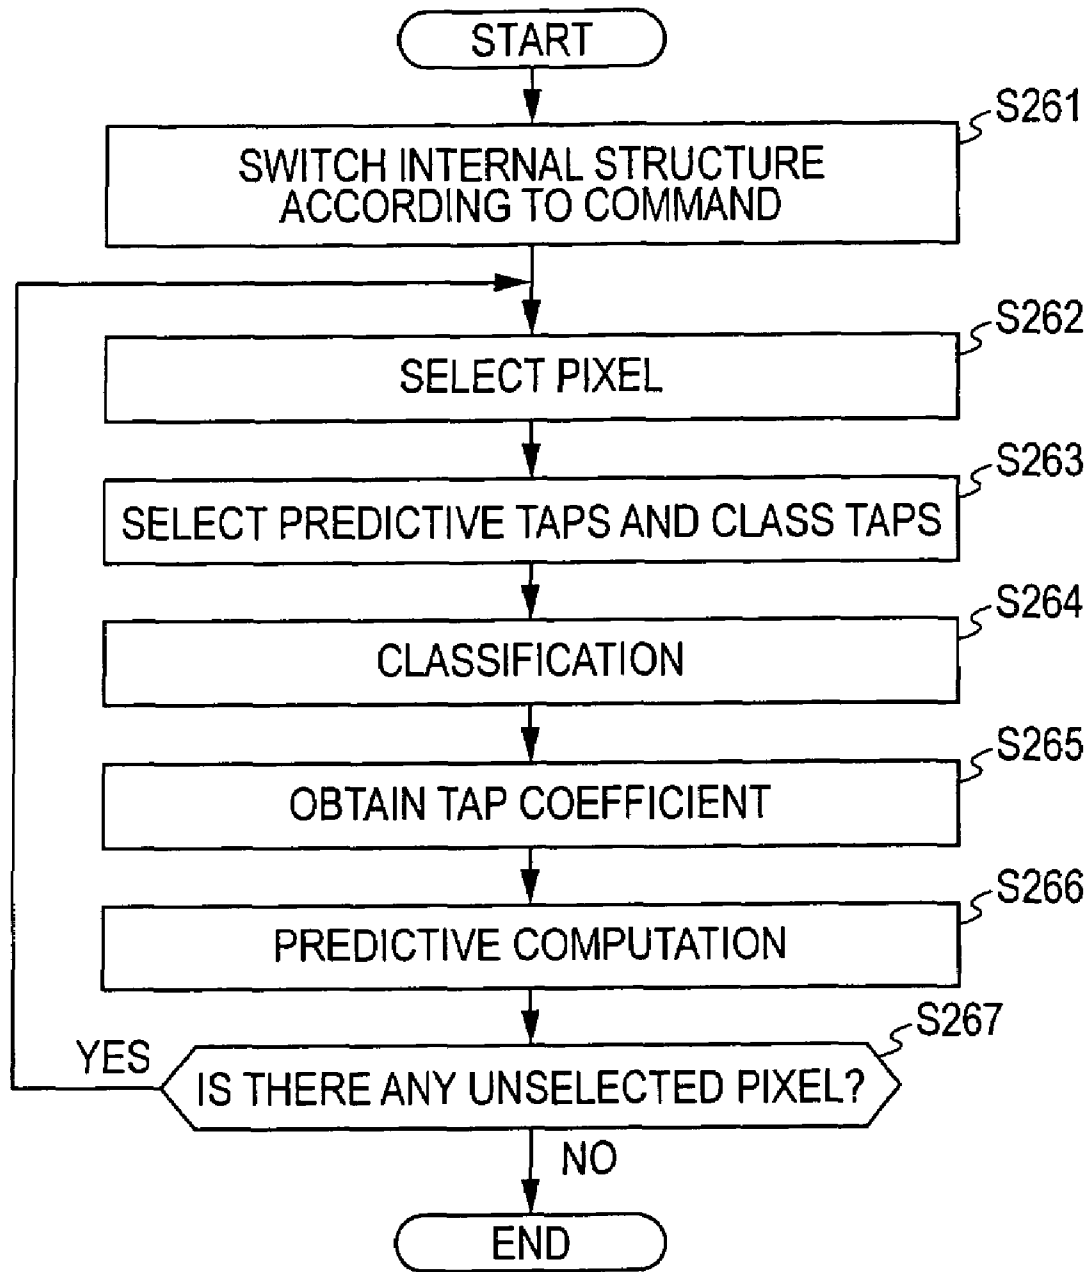 START
S261
SWITCH INTERNAL STRUCTURE
ACCORDING TO COMMAND
S262
SELECT PIXEL
S263
SELECT PREDICTIVE TAPS AND CLASS TAPS
S264
CLASSIFICATION
S265
OBTAIN TAP COEFFICIENT
S266
PREDICTIVE COMPUTATION
S267
YES
IS THERE ANY UNSELECTED PIXEL?
NO
END